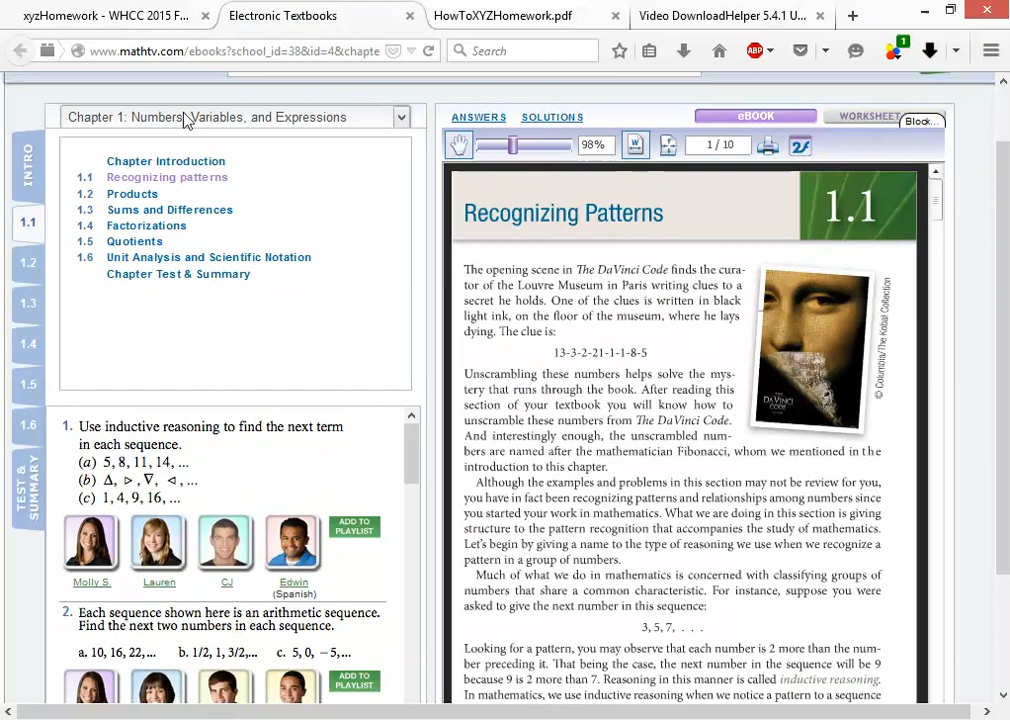 xyzHomework - WHCC 2015 F...
Electronic Textbooks
HowToXYZHomework.pdf
Video DownloadHelper 5.4.1 U...
www.mathtv.com/ebooks?school_id=38&id=4&chapte
Search
ABP
1
Chapter 1: Numbers, Variables, and Expressions
INTRO
1.1
1.2
1.3
1.4
1.5
1.6
TEST & SUMMARY
Chapter Introduction
1.1 Recognizing patterns
1.2 Products
1.3 Sums and Differences
1.4 Factorizations
1.5 Quotients
1.6 Unit Analysis and Scientific Notation
Chapter Test & Summary
1. Use inductive reasoning to find the next term
in each sequence.
(a) 5, 8, 11, 14, ...
(b) Δ, ⊳, ∇, ⊲, ...
(c) 1, 4, 9, 16, ...
ADD TO
PLAYLIST
Molly S. Lauren CJ Edwin
(Spanish)
2. Each sequence shown here is an arithmetic sequence.
Find the next two numbers in each sequence.
a. 10, 16, 22,... b. 1/2, 1, 3/2,... c. 5, 0, −5,...
ADD TO
PLAYLIST
ANSWERS SOLUTIONS eBOOK WORKSHEET
Block...
98% 1 / 10
Recognizing Patterns 1.1
The opening scene in The DaVinci Code finds the cura-
tor of the Louvre Museum in Paris writing clues to a
secret he holds. One of the clues is written in black
light ink, on the floor of the museum, where he lays
dying. The clue is:
13-3-2-21-1-1-8-5
Unscrambling these numbers helps solve the mys-
tery that runs through the book. After reading this
section of your textbook you will know how to
unscramble these numbers from The DaVinci Code.
And interestingly enough, the unscrambled num-
bers are named after the mathematician Fibonacci, whom we mentioned in the
introduction to this chapter.
THE
DAVINCI
CODE
© Columbia/The Kobal Collection
Although the examples and problems in this section may not be review for you,
you have in fact been recognizing patterns and relationships among numbers since
you started your work in mathematics. What we are doing in this section is giving
structure to the pattern recognition that accompanies the study of mathematics.
Let's begin by giving a name to the type of reasoning we use when we recognize a
pattern in a group of numbers.
Much of what we do in mathematics is concerned with classifying groups of
numbers that share a common characteristic. For instance, suppose you were
asked to give the next number in this sequence:
3, 5, 7, . . .
Looking for a pattern, you may observe that each number is 2 more than the num-
ber preceding it. That being the case, the next number in the sequence will be 9
because 9 is 2 more than 7. Reasoning in this manner is called inductive reasoning.
In mathematics, we use inductive reasoning when we notice a pattern to a sequence